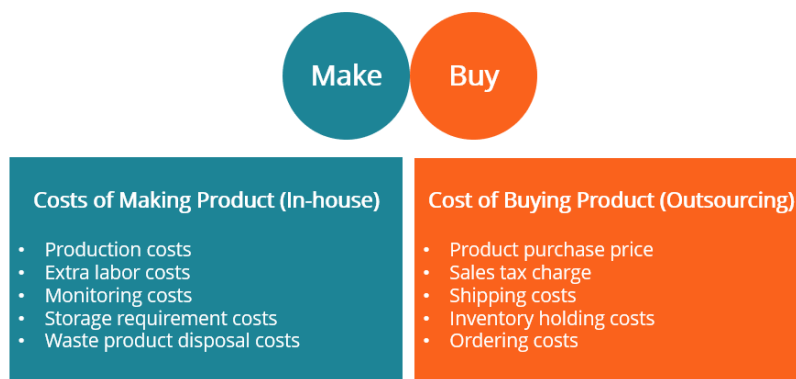 Make
Buy
Costs of Making Product (In-house)
• Production costs
• Extra labor costs
• Monitoring costs
• Storage requirement costs
• Waste product disposal costs
Cost of Buying Product (Outsourcing)
• Product purchase price
• Sales tax charge
• Shipping costs
• Inventory holding costs
• Ordering costs